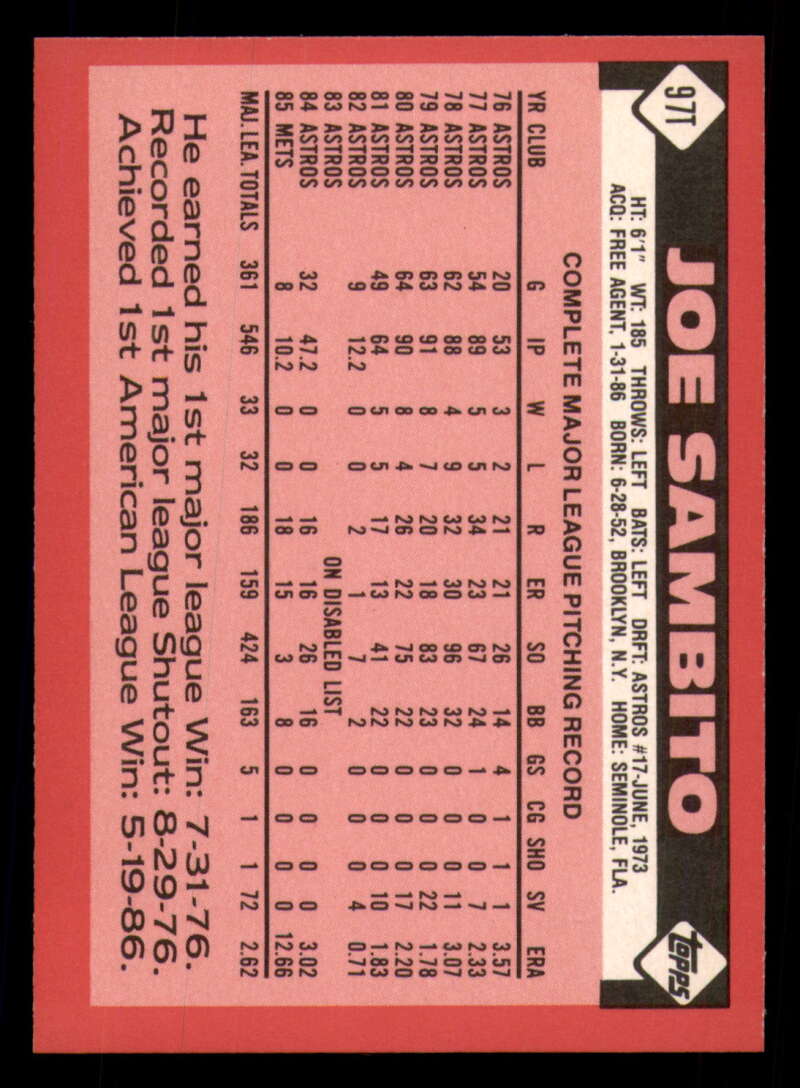 97T
JOE SAMBITO
topps
HT: 6'1" WT: 185 THROWS: LEFT BATS: LEFT DRFT: ASTROS #17-JUNE, 1973
ACQ: FREE AGENT, 1-31-86 BORN: 6-28-52, BROOKLYN, N.Y. HOME: SEMINOLE, FLA.
COMPLETE MAJOR LEAGUE PITCHING RECORD
YR CLUB G IP W L R ER SO BB GS CG SHO SV ERA
76 ASTROS 20 53 3 2 21 21 26 14 4 1 1 1 3.57
77 ASTROS 54 89 5 5 34 23 67 24 1 0 0 7 2.33
78 ASTROS 62 88 4 9 32 30 96 32 0 0 0 11 3.07
79 ASTROS 63 91 8 7 20 18 83 23 0 0 0 22 1.78
80 ASTROS 64 90 8 4 26 22 75 22 0 0 0 17 2.20
81 ASTROS 49 64 5 5 17 13 41 22 0 0 0 10 1.83
82 ASTROS 9 12.2 0 0 2 1 7 2 0 0 0 4 0.71
83 ASTROS ON DISABLED LIST
84 ASTROS 32 47.2 0 0 16 16 26 16 0 0 0 0 3.02
85 METS 8 10.2 0 0 18 15 3 8 0 0 0 0 12.66
MAJ. LEA. TOTALS 361 546 33 32 186 159 424 163 5 1 1 72 2.62
He earned his 1st major league Win: 7-31-76.
Recorded 1st major league Shutout: 8-29-76.
Achieved 1st American League Win: 5-19-86.